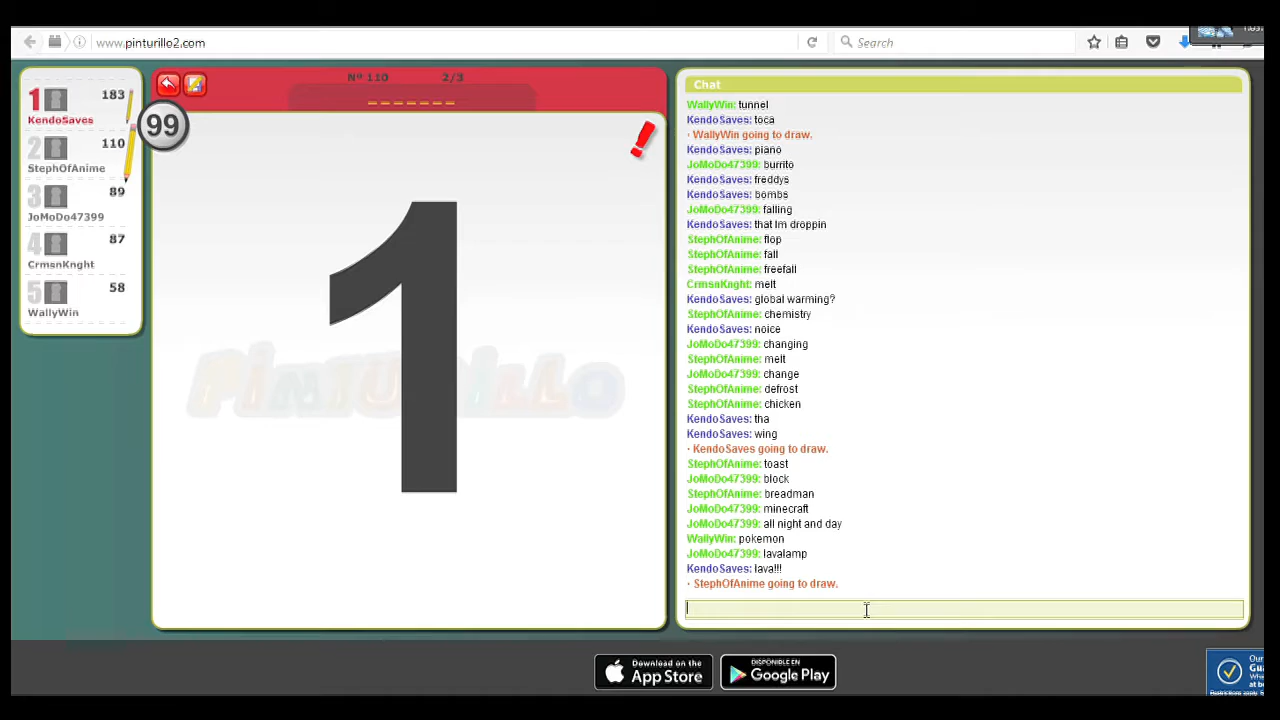 www.pinturillo2.com
Search
1 183
KendoSaves
2 110
StephOfAnime
3 89
JoMoDo47399
4 87
CrmsnKnght
5 58
WallyWin
99
Nº 110 2/3
_ _ _ _ _ _ _
1
Pinturillo
Chat
WallyWin: tunnel
KendoSaves: toca
· WallyWin going to draw.
KendoSaves: piano
JoMoDo47399: burrito
KendoSaves: freddys
KendoSaves: bombs
JoMoDo47399: falling
KendoSaves: that Im droppin
StephOfAnime: flop
StephOfAnime: fall
StephOfAnime: freefall
CrmsnKnght: melt
KendoSaves: global warming?
StephOfAnime: chemistry
KendoSaves: noice
JoMoDo47399: changing
StephOfAnime: melt
JoMoDo47399: change
StephOfAnime: defrost
StephOfAnime: chicken
KendoSaves: tha
KendoSaves: wing
· KendoSaves going to draw.
StephOfAnime: toast
JoMoDo47399: block
StephOfAnime: breadman
JoMoDo47399: minecraft
JoMoDo47399: all night and day
WallyWin: pokemon
JoMoDo47399: lavalamp
KendoSaves: lava!!!
· StephOfAnime going to draw.
Download on the
App Store
DISPONIBLE EN
Google Play
Our